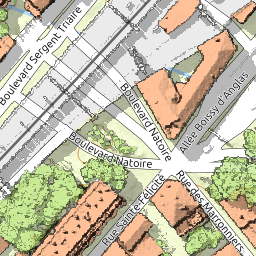 Boulevard Sergent Triaire
Boulevard Natoire
Allée Boissy d'Anglas
Boulevard Natoire
Rue Sainte-Félicité
Rue des Marronniers